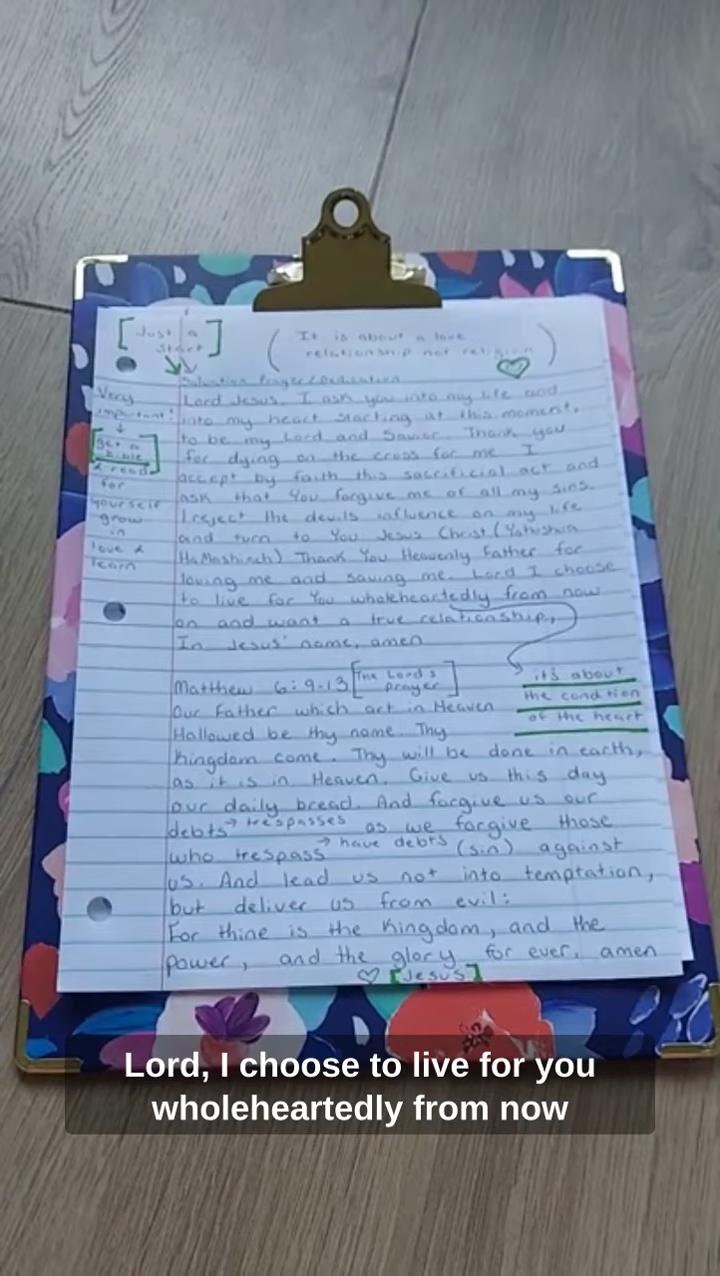 [Just a
Start]
(It is about a love
relationship not religion)
Salvation Prayer/Dedication
Lord Jesus, I ask you into my life and
into my heart starting at this moment,
to be my Lord and Savior. Thank you
for dying on the cross for me. I
accept by faith this sacrificial act and
ask that You forgive me of all my sins.
I reject the devils influence on my life
and turn to You Jesus Christ (Yahushua
HaMashiach) Thank You Heavenly Father for
loving me and saving me. Lord I choose
to live for You wholeheartedly from now
on and want a true relationship,
In Jesus' name, amen
Very
important!
↓
[get a
bible]
& read
for
yourself
grow
in
love &
learn
it's about
the condition
of the heart
Matthew 6:9-13 [The Lord's
prayer]
Our Father which art in Heaven
Hallowed be thy name. Thy
Kingdom come. Thy will be done in earth,
as it is in Heaven. Give us this day
our daily bread. And forgive us our
debts → trespasses as we forgive those
who trespass → have debts (sin) against
us. And lead us not into temptation,
but deliver us from evil:
For thine is the Kingdom, and the
power, and the glory for ever, amen
♡ [Jesus]
Lord, I choose to live for you
wholeheartedly from now